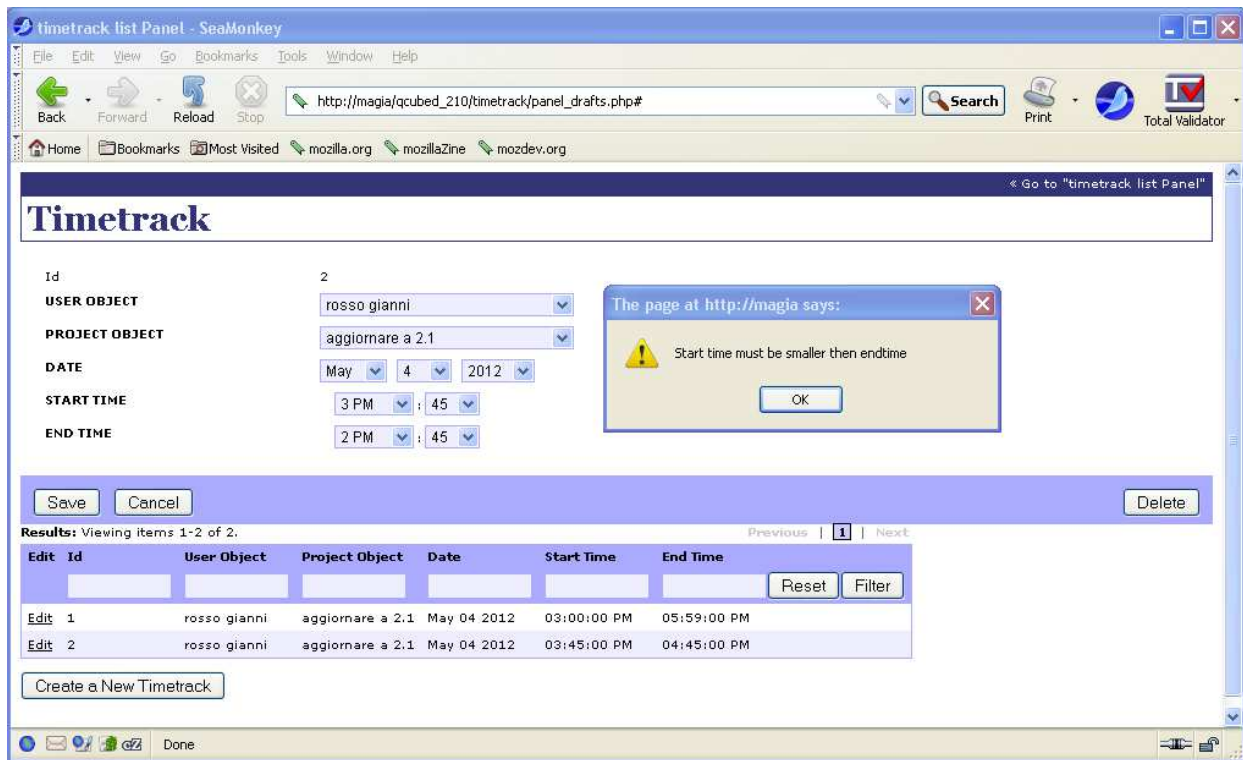 timetrack list Panel - SeaMonkey
File Edit View Go Bookmarks Tools Window Help
Back Forward Reload Stop http://magia/qcubed_210/timetrack/panel_drafts.php# Search Print Total Validator
Home Bookmarks Most Visited mozilla.org mozillaZine mozdev.org
« Go to "timetrack list Panel"
Timetrack
Id 2
USER OBJECT rosso gianni
PROJECT OBJECT aggiornare a 2.1
DATE May 4 2012
START TIME 3 PM : 45
END TIME 2 PM : 45
The page at http://magia says:
Start time must be smaller then endtime
OK
Save Cancel Delete
Results: Viewing items 1-2 of 2. Previous | 1 | Next
Edit Id User Object Project Object Date Start Time End Time
Reset Filter
Edit 1 rosso gianni aggiornare a 2.1 May 04 2012 03:00:00 PM 05:59:00 PM
Edit 2 rosso gianni aggiornare a 2.1 May 04 2012 03:45:00 PM 04:45:00 PM
Create a New Timetrack
Done